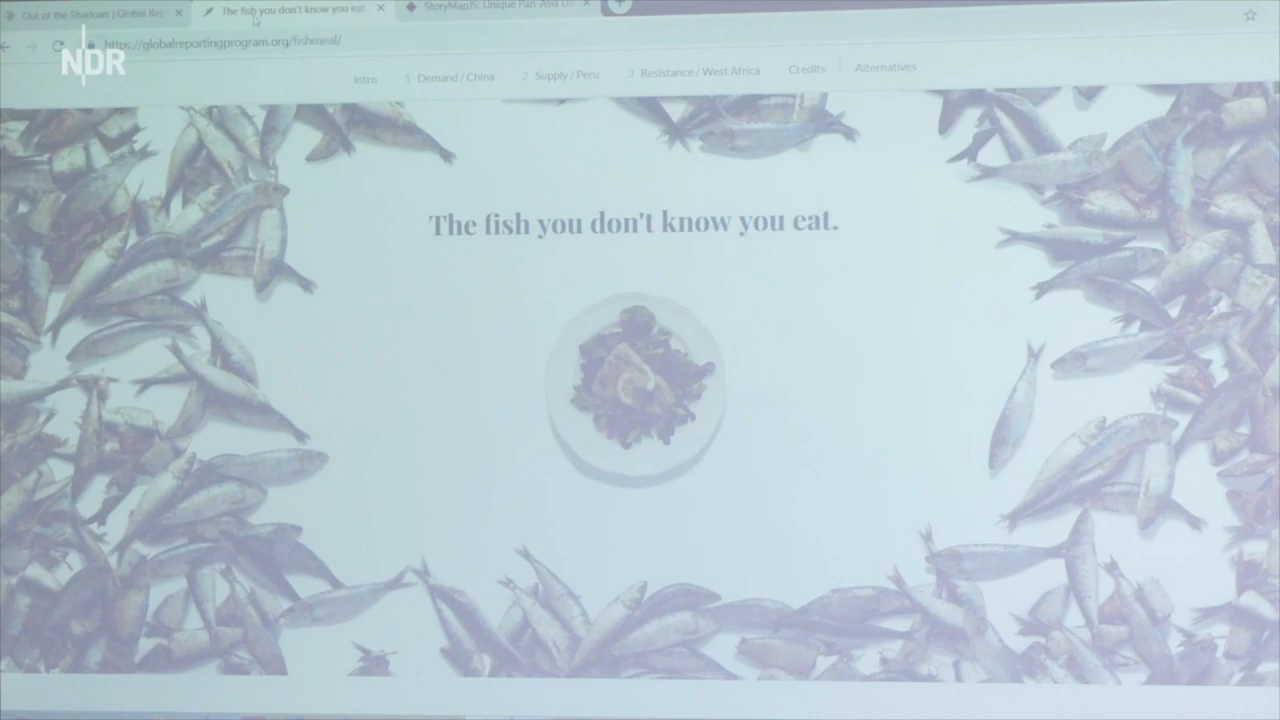 Out of the Shadows | Global Rep
The fish you don't know you eat
StoryMapJS: Unique Pan-Asia
https://globalreportingprogram.org/fishmeal/
NDR
Intro
1 Demand / China
2 Supply / Peru
3 Resistance / West Africa
Credits
Alternatives
The fish you don't know you eat.